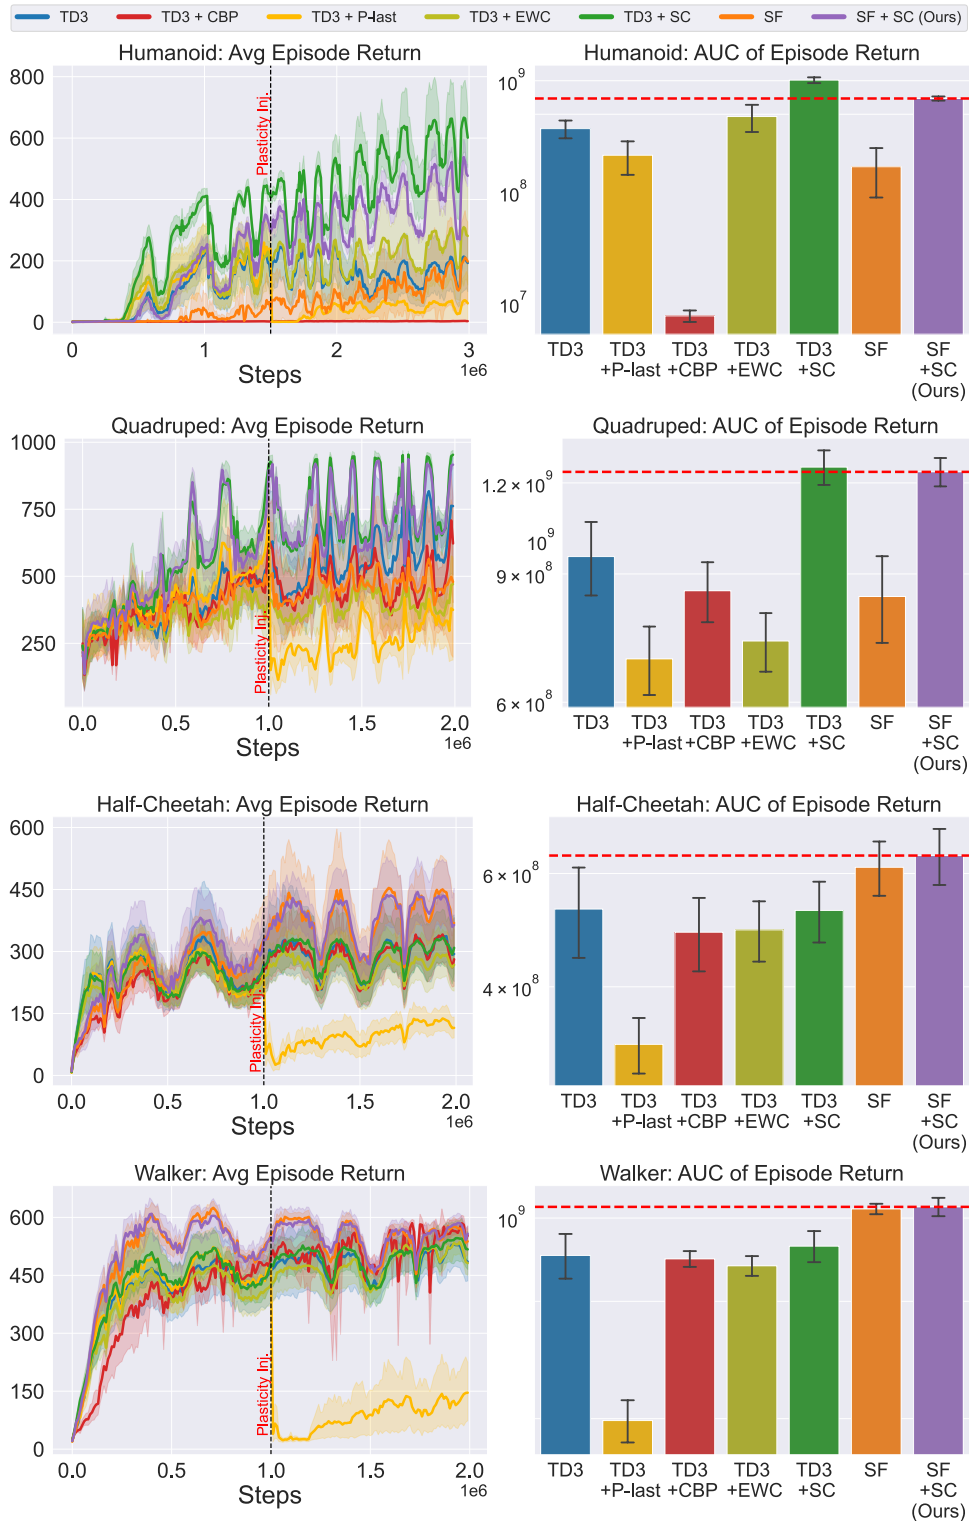 TD3 TD3 + CBP TD3 + P-last TD3 + EWC TD3 + SC SF SF + SC (Ours)
Humanoid: Avg Episode Return
800
600
400
200
0
Plasticity Inj.
0 1 2 3
1e6
Steps
Humanoid: AUC of Episode Return
10^9
10^8
10^7
TD3 TD3 TD3 TD3 TD3 SF SF
+P-last +CBP +EWC +SC +SC
(Ours)
Quadruped: Avg Episode Return
1000
750
500
250
Plasticity Inj.
0.0 0.5 1.0 1.5 2.0
1e6
Steps
Quadruped: AUC of Episode Return
1.2 × 10^9
10^9
9 × 10^8
6 × 10^8
TD3 TD3 TD3 TD3 TD3 SF SF
+P-last +CBP +EWC +SC +SC
(Ours)
Half-Cheetah: Avg Episode Return
600
450
300
150
0
Plasticity Inj.
0.0 0.5 1.0 1.5 2.0
1e6
Steps
Half-Cheetah: AUC of Episode Return
6 × 10^8
4 × 10^8
TD3 TD3 TD3 TD3 TD3 SF SF
+P-last +CBP +EWC +SC +SC
(Ours)
Walker: Avg Episode Return
600
450
300
150
0
Plasticity Inj.
0.0 0.5 1.0 1.5 2.0
1e6
Steps
Walker: AUC of Episode Return
10^9
TD3 TD3 TD3 TD3 TD3 SF SF
+P-last +CBP +EWC +SC +SC
(Ours)